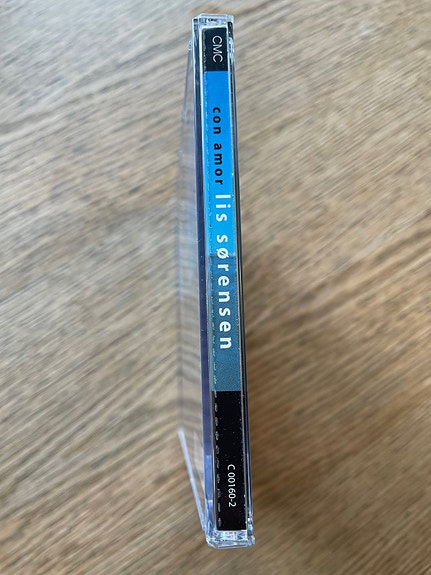 CMC
con amor lis sørensen
C 00160-2